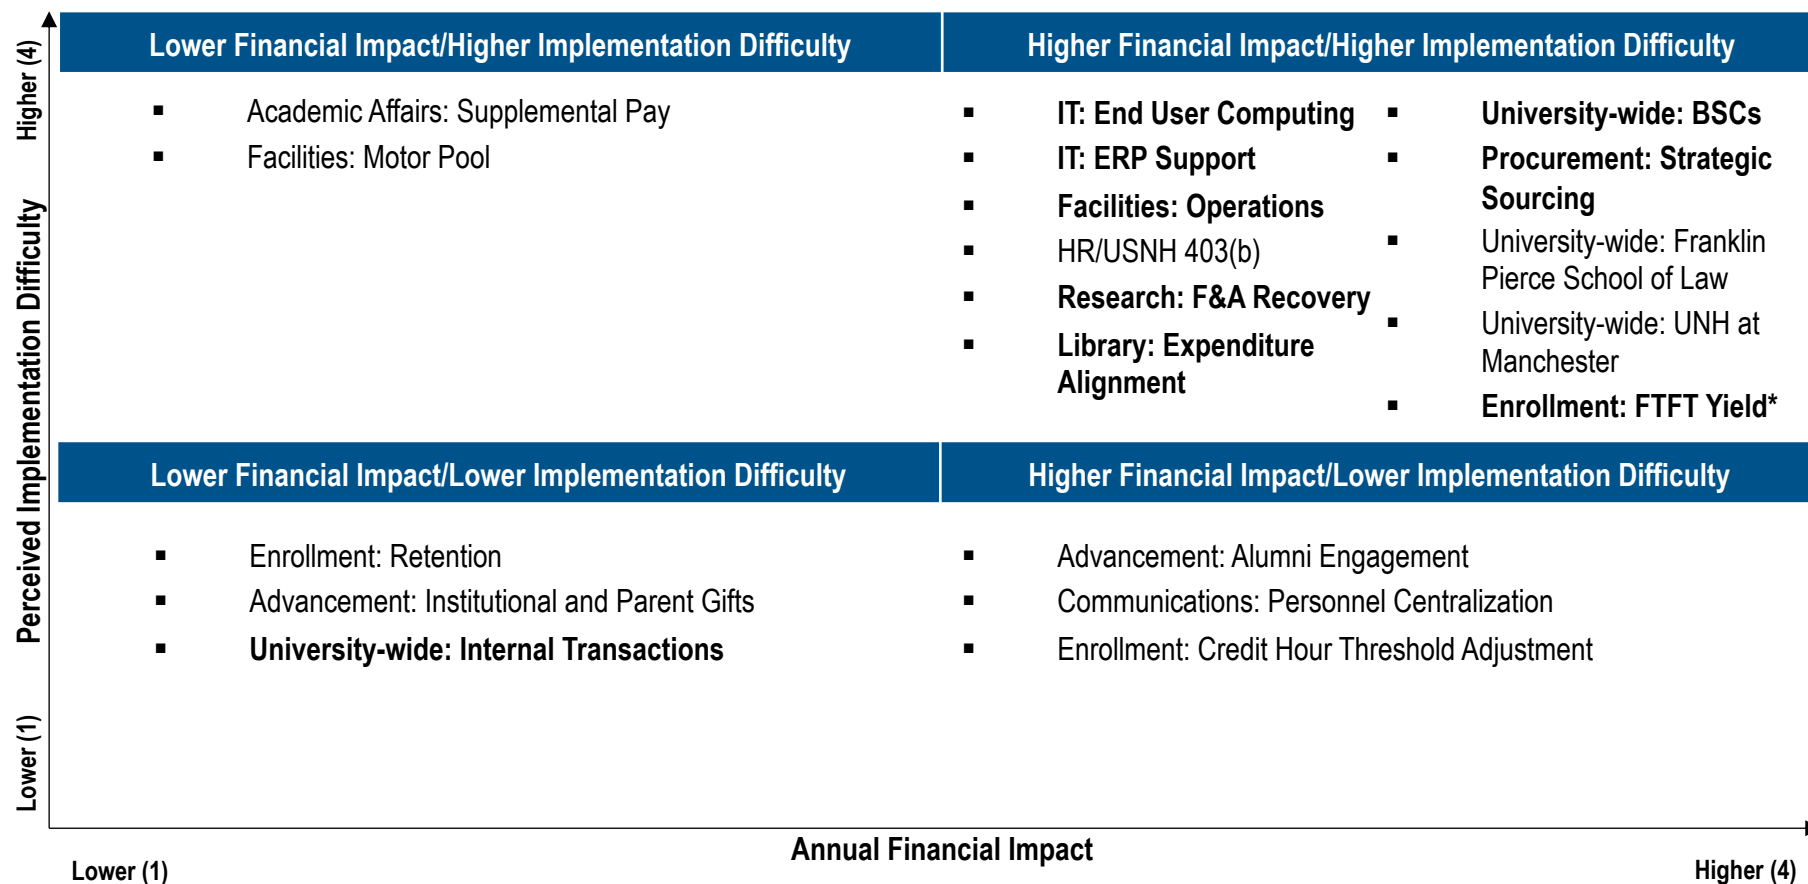 Higher (4)
Perceived Implementation Difficulty
Lower (1)
Lower Financial Impact/Higher Implementation Difficulty
▪ Academic Affairs: Supplemental Pay
▪ Facilities: Motor Pool
Higher Financial Impact/Higher Implementation Difficulty
▪ IT: End User Computing
▪ IT: ERP Support
▪ Facilities: Operations
▪ HR/USNH 403(b)
▪ Research: F&A Recovery
▪ Library: Expenditure
Alignment
▪ University-wide: BSCs
▪ Procurement: Strategic
Sourcing
▪ University-wide: Franklin
Pierce School of Law
▪ University-wide: UNH at
Manchester
▪ Enrollment: FTFT Yield*
Lower Financial Impact/Lower Implementation Difficulty
▪ Enrollment: Retention
▪ Advancement: Institutional and Parent Gifts
▪ University-wide: Internal Transactions
Higher Financial Impact/Lower Implementation Difficulty
▪ Advancement: Alumni Engagement
▪ Communications: Personnel Centralization
▪ Enrollment: Credit Hour Threshold Adjustment
Annual Financial Impact
Lower (1)
Higher (4)